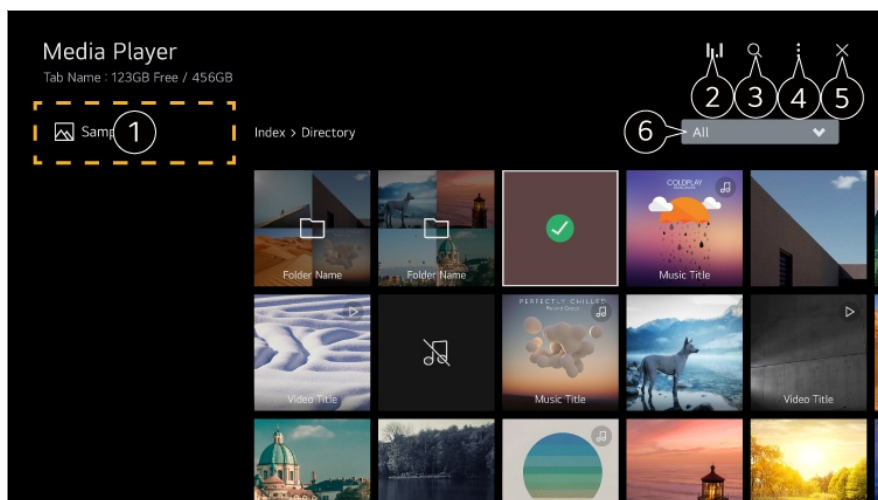 Media Player
Tab Name : 123GB Free / 456GB
2 3 4 5
1
Index > Directory
6
All
COLDPLAY
Folder Name
Folder Name
Music Title
PERFECTLY CHILLED
Video Title
Music Title
Video Title